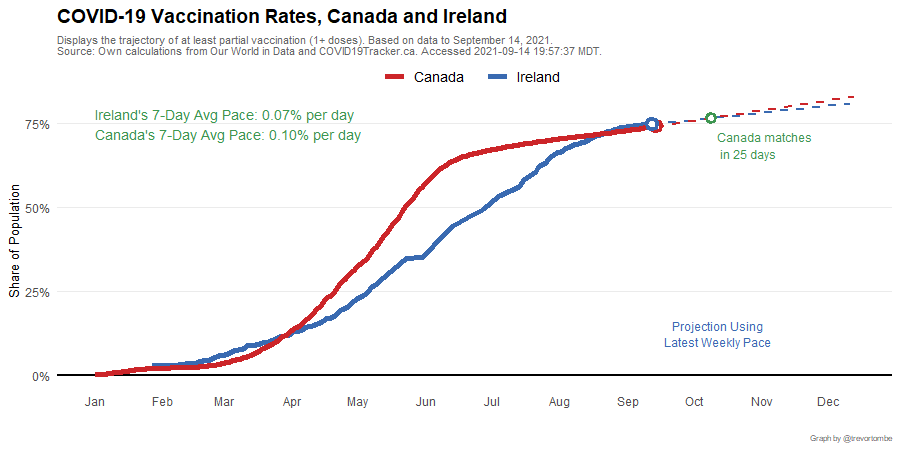 COVID-19 Vaccination Rates, Canada and Ireland
Displays the trajectory of at least partial vaccination (1+ doses). Based on data to September 14, 2021.
Source: Own calculations from Our World in Data and COVID19Tracker.ca. Accessed 2021-09-14 19:57:37 MDT.
Canada Ireland
Ireland's 7-Day Avg Pace: 0.07% per day
Canada's 7-Day Avg Pace: 0.10% per day
Canada matches
in 25 days
Projection Using
Latest Weekly Pace
Share of Population
75%
50%
25%
0%
Jan Feb Mar Apr May Jun Jul Aug Sep Oct Nov Dec
Graph by @trevortombe